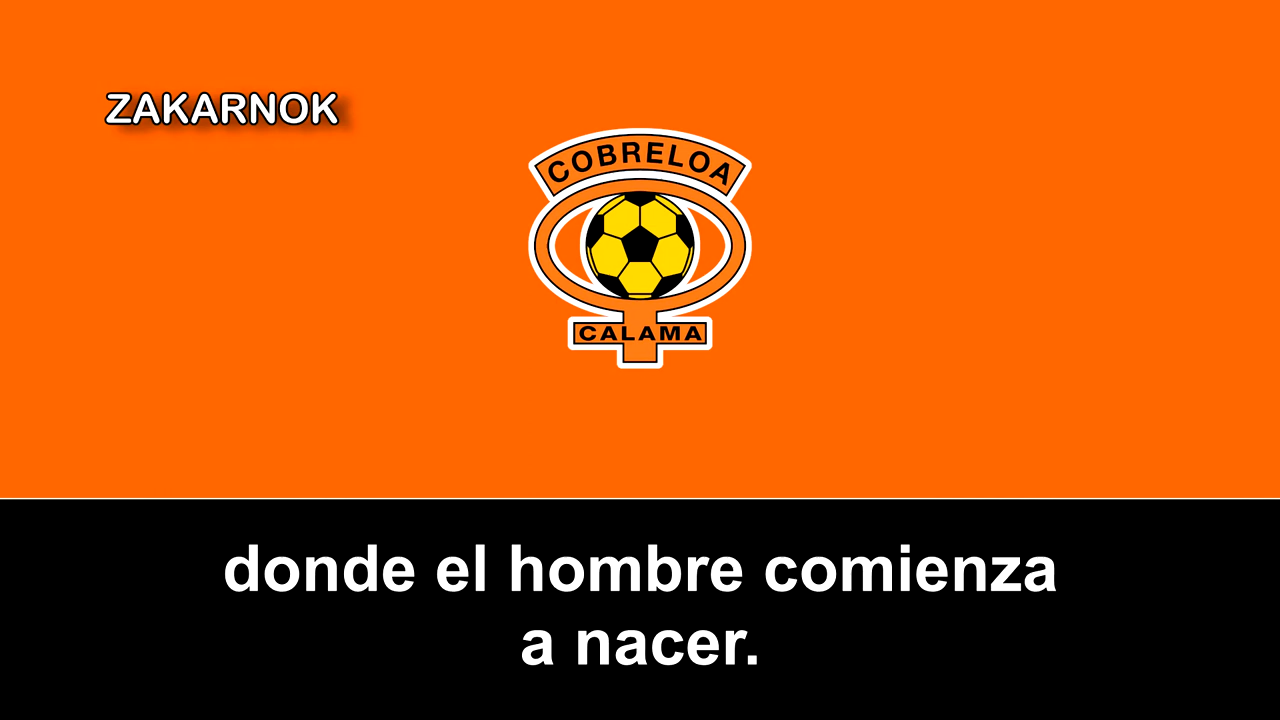 ZAKARNOK
COBRELOA
CALAMA
donde el hombre comienza
a nacer.